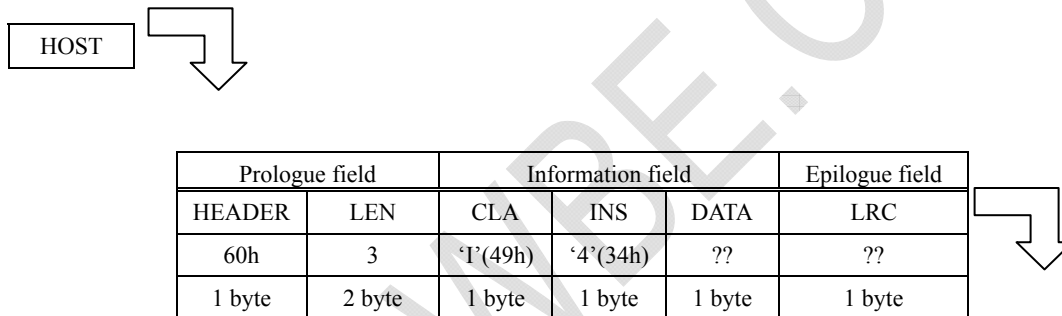 HOST
Prologue field Information field Epilogue field
HEADER LEN CLA INS DATA LRC
60h 3 ‘I’(49h) ‘4’(34h) ?? ??
1 byte 2 byte 1 byte 1 byte 1 byte 1 byte
WBE.C